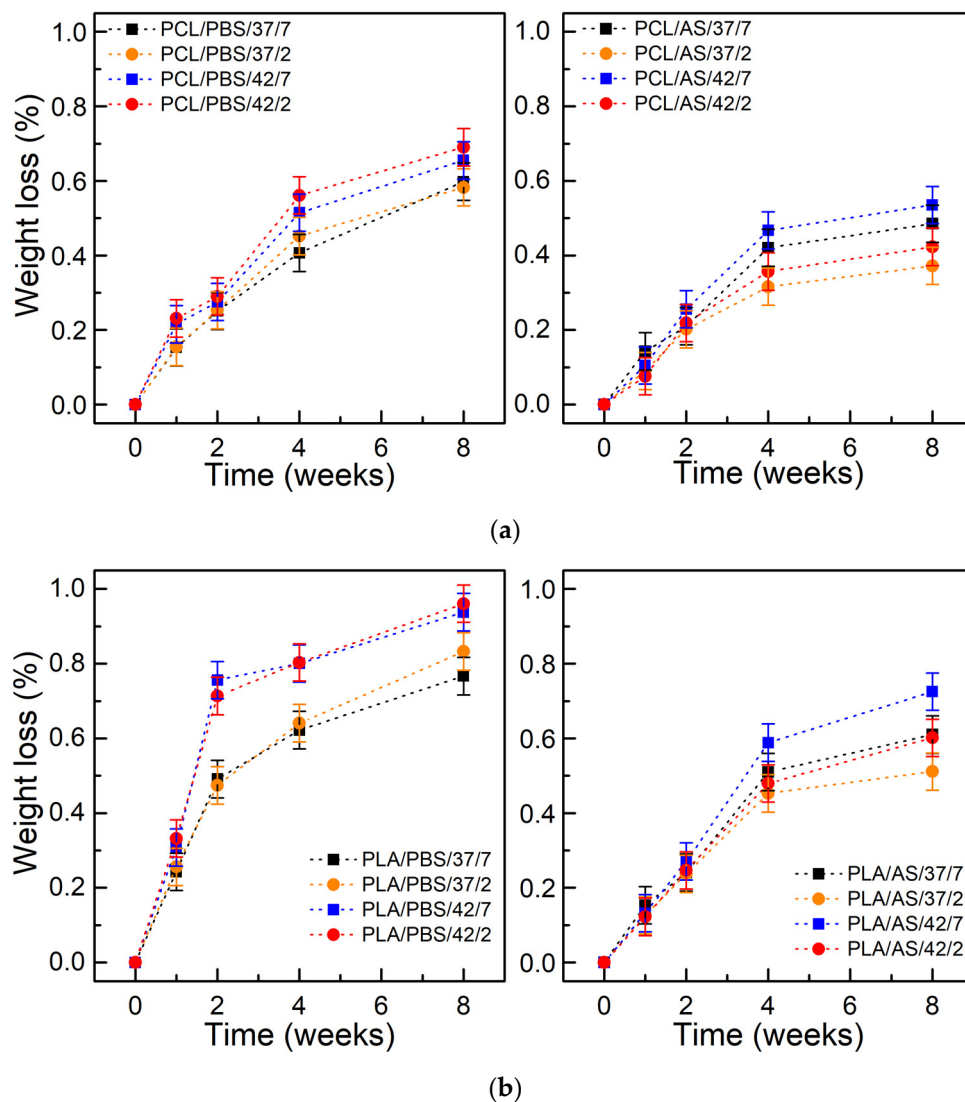 PCL/PBS/37/7
PCL/PBS/37/2
PCL/PBS/42/7
PCL/PBS/42/2
Weight loss (%)
1.0
0.8
0.6
0.4
0.2
0.0
0 2 4 6 8
Time (weeks)
PCL/AS/37/7
PCL/AS/37/2
PCL/AS/42/7
PCL/AS/42/2
1.0
0.8
0.6
0.4
0.2
0.0
0 2 4 6 8
Time (weeks)
(a)
Weight loss (%)
1.0
0.8
0.6
0.4
0.2
0.0
PLA/PBS/37/7
PLA/PBS/37/2
PLA/PBS/42/7
PLA/PBS/42/2
0 2 4 6 8
Time (weeks)
1.0
0.8
0.6
0.4
0.2
0.0
PLA/AS/37/7
PLA/AS/37/2
PLA/AS/42/7
PLA/AS/42/2
0 2 4 6 8
Time (weeks)
(b)